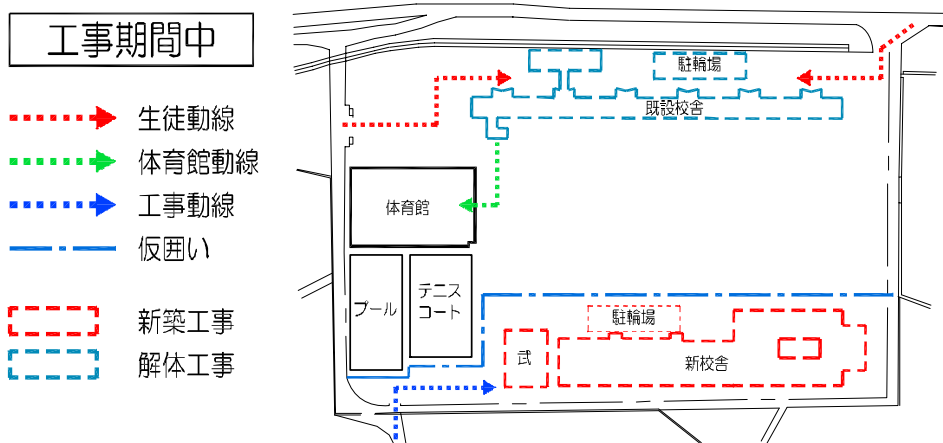 工事期間中
生徒動線
体育館動線
工事動線
仮囲い
新築工事
解体工事
駐輪場
既設校舎
体育館
プール
テニス
コート
駐輪場
弐
新校舎